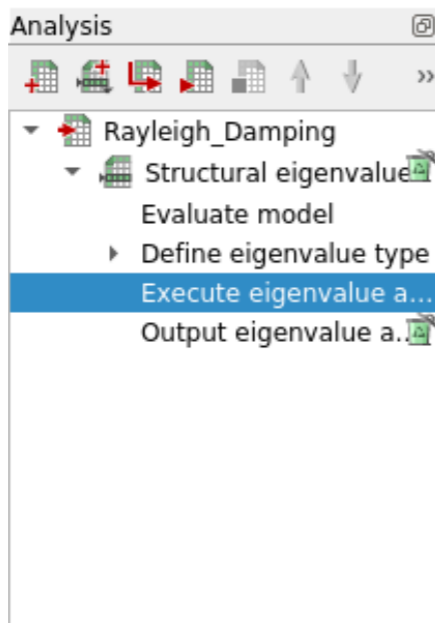 Analysis
»
Rayleigh_Damping
Structural eigenvalue
Evaluate model
Define eigenvalue type
Execute eigenvalue a...
Output eigenvalue a..